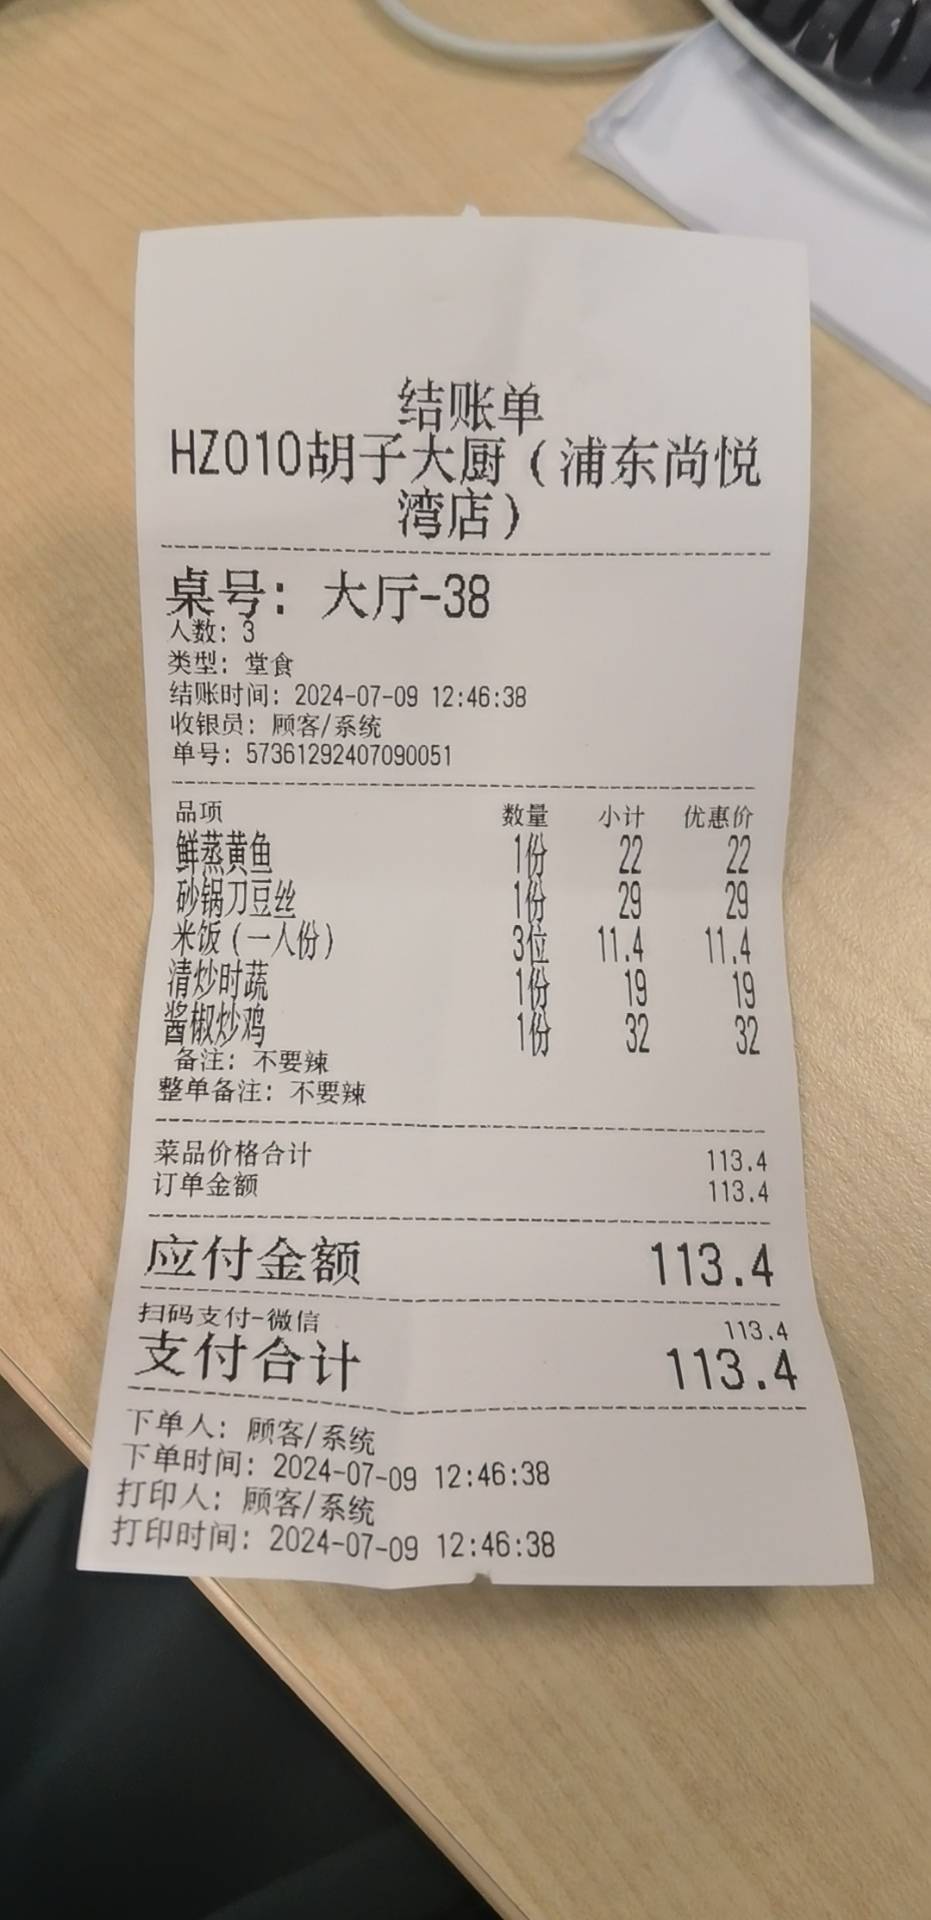 结账单
HZ010胡子大厨（浦东尚悦
湾店）
桌号：大厅-38
人数：3
类型：堂食
结账时间：2024-07-09 12:46:38
收银员：顾客/系统
单号：57361292407090051
品项 数量 小计 优惠价
鲜蒸黄鱼 1份 22 22
砂锅刀豆丝 1份 29 29
米饭（一人份） 3位 11.4 11.4
清炒时蔬 1份 19 19
酱椒炒鸡 1份 32 32
备注：不要辣
整单备注：不要辣
菜品价格合计 113.4
订单金额 113.4
应付金额 113.4
扫码支付-微信 113.4
支付合计 113.4
下单人：顾客/系统
下单时间：2024-07-09 12:46:38
打印人：顾客/系统
打印时间：2024-07-09 12:46:38